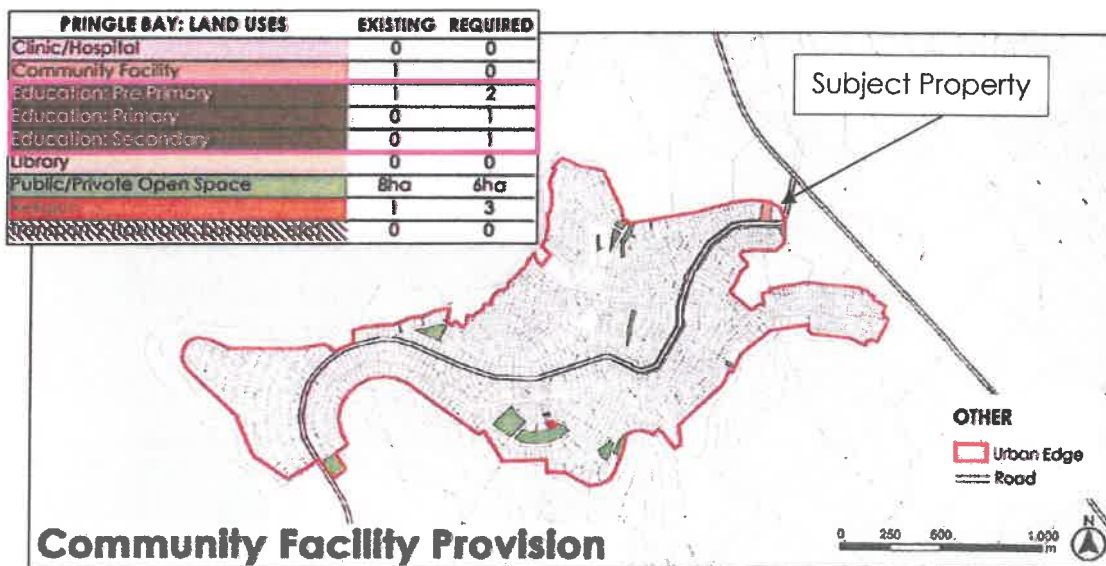 PRINGLE BAY: LAND USES EXISTING REQUIRED
Clinic/Hospital 0 0
Community Facility 1 0
Education: Pre Primary 1 2
Education: Primary 0 1
Education: Secondary 0 1
Library 0 0
Public/Private Open Space 8ha 6ha
1 3
0 0
Subject Property
OTHER
Urban Edge
Road
0 250 500 1,000
m
N
Community Facility Provision